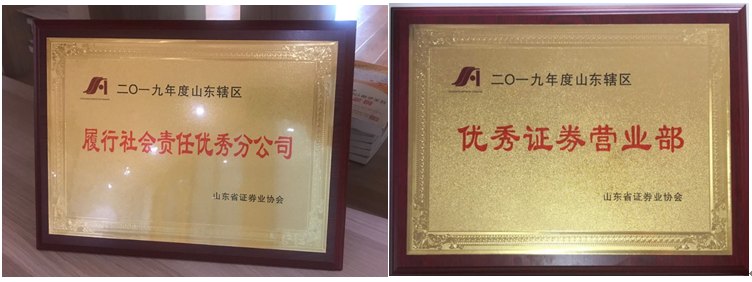 二〇一九年度山东辖区
履行社会责任优秀分公司
山东省证券业协会
二〇一九年度山东辖区
优秀证券营业部
山东省证券业协会